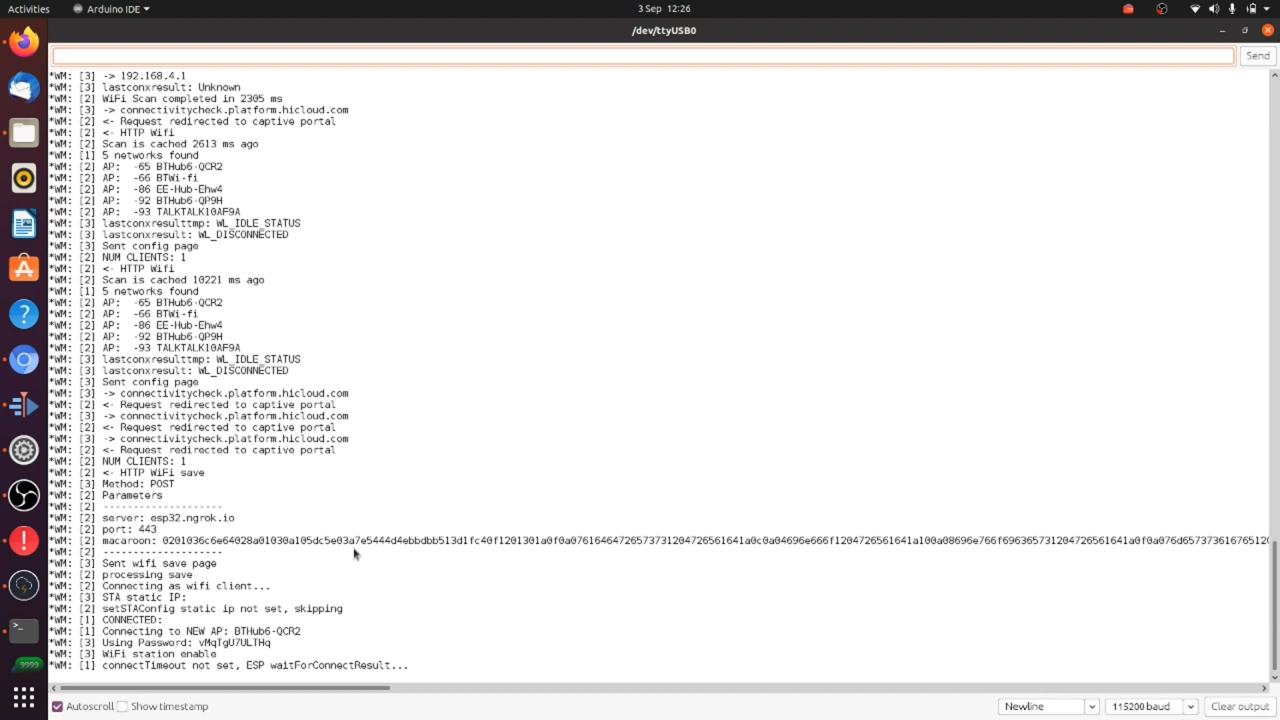 Activities
Arduino IDE
3 Sep 12:26
/dev/ttyUSB0
Send
*WM: [3] -> 192.168.4.1
*WM: [3] lastconxresult: Unknown
*WM: [2] WiFi Scan completed in 2305 ms
*WM: [3] -> connectivitycheck.platform.hicloud.com
*WM: [2] <- Request redirected to captive portal
*WM: [2] <- HTTP Wifi
*WM: [2] Scan is cached 2613 ms ago
*WM: [1] 5 networks found
*WM: [2] AP:  -65 BTHub6-QCR2
*WM: [2] AP:  -66 BTWi-fi
*WM: [2] AP:  -86 EE-Hub-Ehw4
*WM: [2] AP:  -92 BTHub6-QP9H
*WM: [2] AP:  -93 TALKTALK10AF9A
*WM: [3] lastconxresulttmp: WL_IDLE_STATUS
*WM: [3] lastconxresult: WL_DISCONNECTED
*WM: [3] Sent config page
*WM: [2] NUM CLIENTS: 1
*WM: [2] <- HTTP Wifi
*WM: [2] Scan is cached 10221 ms ago
*WM: [1] 5 networks found
*WM: [2] AP:  -65 BTHub6-QCR2
*WM: [2] AP:  -66 BTWi-fi
*WM: [2] AP:  -86 EE-Hub-Ehw4
*WM: [2] AP:  -92 BTHub6-QP9H
*WM: [2] AP:  -93 TALKTALK10AF9A
*WM: [3] lastconxresulttmp: WL_IDLE_STATUS
*WM: [3] lastconxresult: WL_DISCONNECTED
*WM: [3] Sent config page
*WM: [3] -> connectivitycheck.platform.hicloud.com
*WM: [2] <- Request redirected to captive portal
*WM: [3] -> connectivitycheck.platform.hicloud.com
*WM: [2] <- Request redirected to captive portal
*WM: [3] -> connectivitycheck.platform.hicloud.com
*WM: [2] <- Request redirected to captive portal
*WM: [2] NUM CLIENTS: 1
*WM: [2] <- HTTP WiFi save
*WM: [3] Method: POST
*WM: [2] Parameters
*WM: [2] --------------------
*WM: [2] server: esp32.ngrok.io
*WM: [2] port: 443
*WM: [2] macaroon: 0201036c6e64028a01030a105dc5e03a7e5444d4ebbdbb513d1fc40f1201301a0f0a07616464726573731204726561641a0c0a04696e666f1204726561641a100a08696e766f696365731204726561641a0f0a076d657373616765120
*WM: [2] --------------------
*WM: [3] Sent wifi save page
*WM: [2] processing save
*WM: [2] Connecting as wifi client...
*WM: [3] STA static IP:
*WM: [2] setSTAConfig static ip not set, skipping
*WM: [1] CONNECTED:
*WM: [1] Connecting to NEW AP: BTHub6-QCR2
*WM: [3] Using Password: vMqTgU7ULTHq
*WM: [3] WiFi station enable
*WM: [1] connectTimeout not set, ESP waitForConnectResult...
Autoscroll
Show timestamp
Newline
115200 baud
Clear output
9999